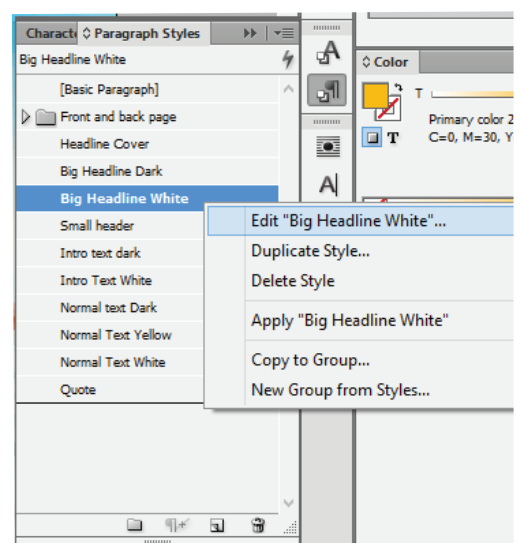 Characte
Paragraph Styles
Big Headline White
[Basic Paragraph]
Front and back page
Headline Cover
Big Headline Dark
Big Headline White
Small header
Intro text dark
Intro Text White
Normal text Dark
Normal Text Yellow
Normal Text White
Quote
Edit "Big Headline White"...
Duplicate Style...
Delete Style
Apply "Big Headline White"
Copy to Group...
New Group from Styles...
A
A
Color
T
Primary color 2
T
C=0, M=30, Y